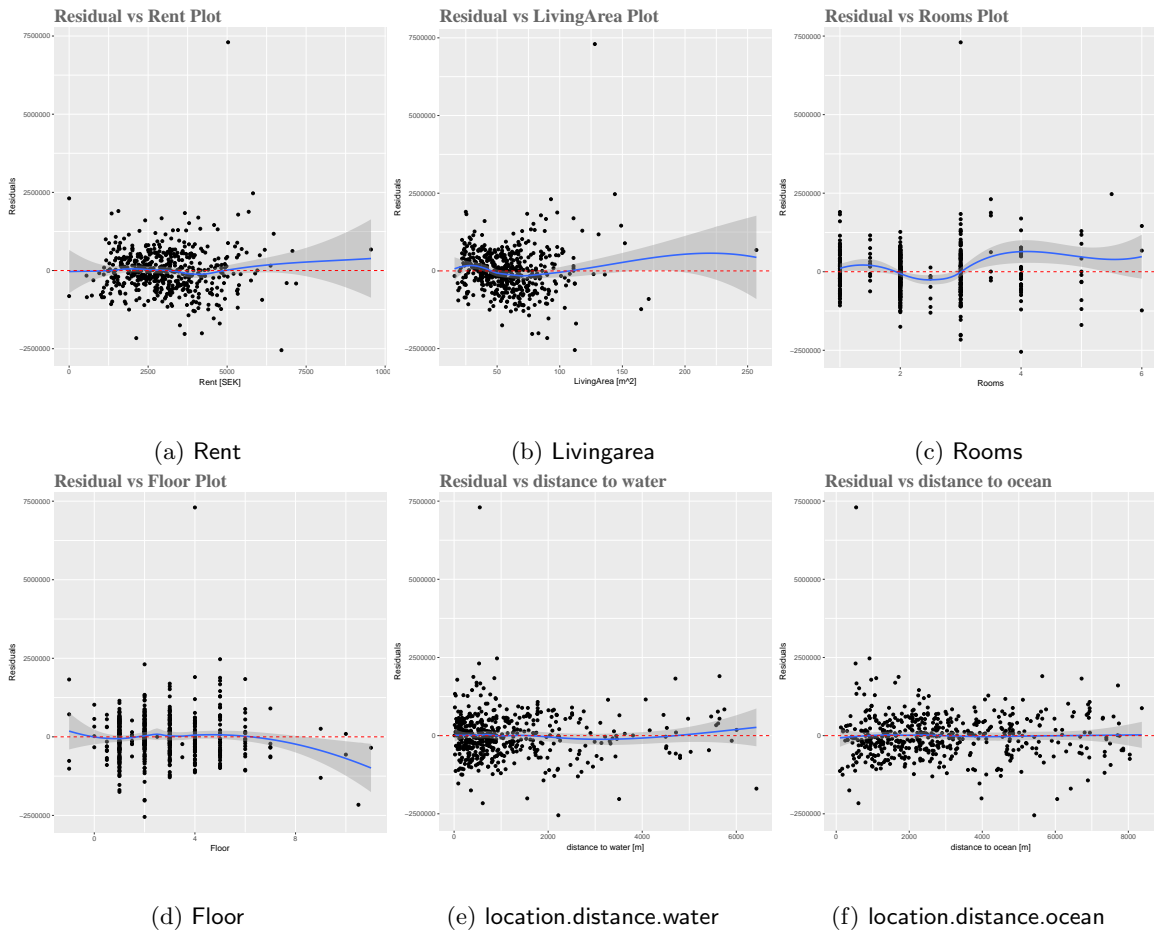 Residual vs Rent Plot
7500000
5000000
2500000
0
−2500000
Residuals
0
2500
5000
7500
10000
Rent [SEK]
(a) Rent
Residual vs LivingArea Plot
7500000
5000000
2500000
0
−2500000
Residuals
50
100
150
200
250
LivingArea [m^2]
(b) Livingarea
Residual vs Rooms Plot
7500000
5000000
2500000
0
−2500000
Residuals
2
4
6
Rooms
(c) Rooms
Residual vs Floor Plot
7500000
5000000
2500000
0
−2500000
Residuals
0
4
8
Floor
(d) Floor
Residual vs distance to water
7500000
5000000
2500000
0
−2500000
Residuals
0
2000
4000
6000
distance to water [m]
(e) location.distance.water
Residual vs distance to ocean
7500000
5000000
2500000
0
−2500000
Residuals
0
2000
4000
6000
8000
distance to ocean [m]
(f) location.distance.ocean